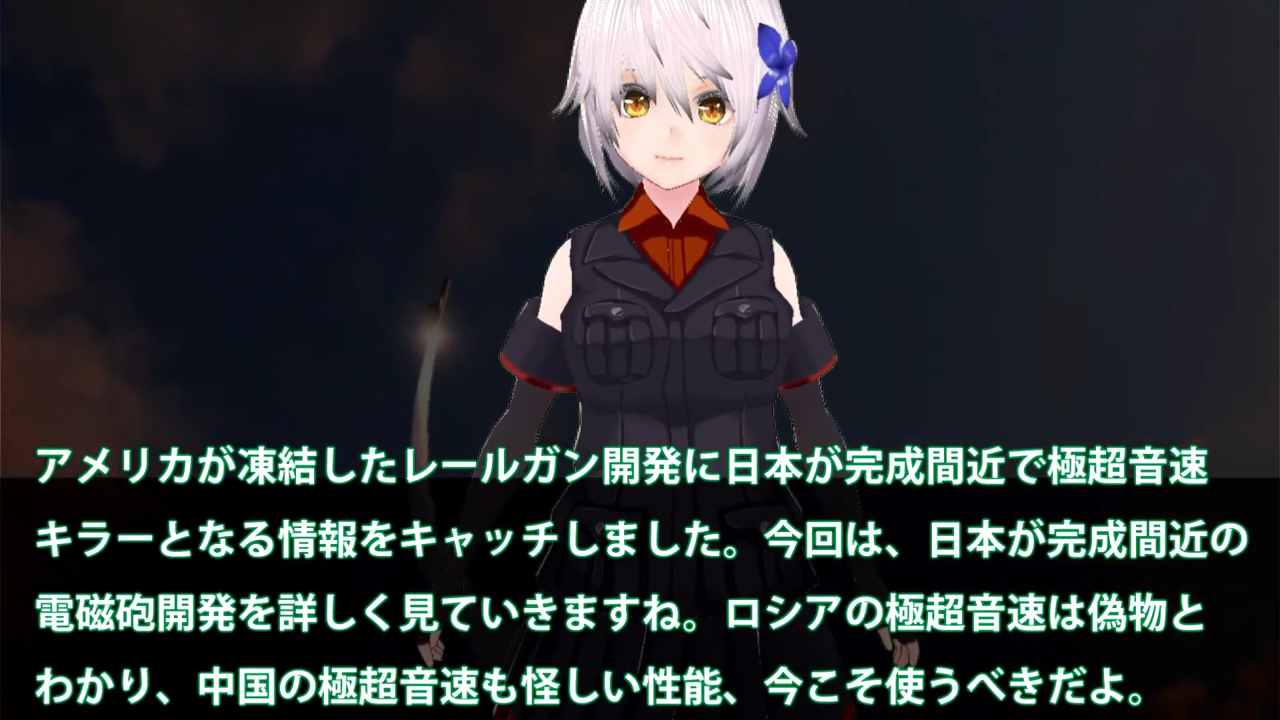 アメリカが凍結したレールガン開発に日本が完成間近で極超音速
キラーとなる情報をキャッチしました。今回は、日本が完成間近の
電磁砲開発を詳しく見ていきますね。ロシアの極超音速は偽物と
わかり、中国の極超音速も怪しい性能、今こそ使うべきだよ。